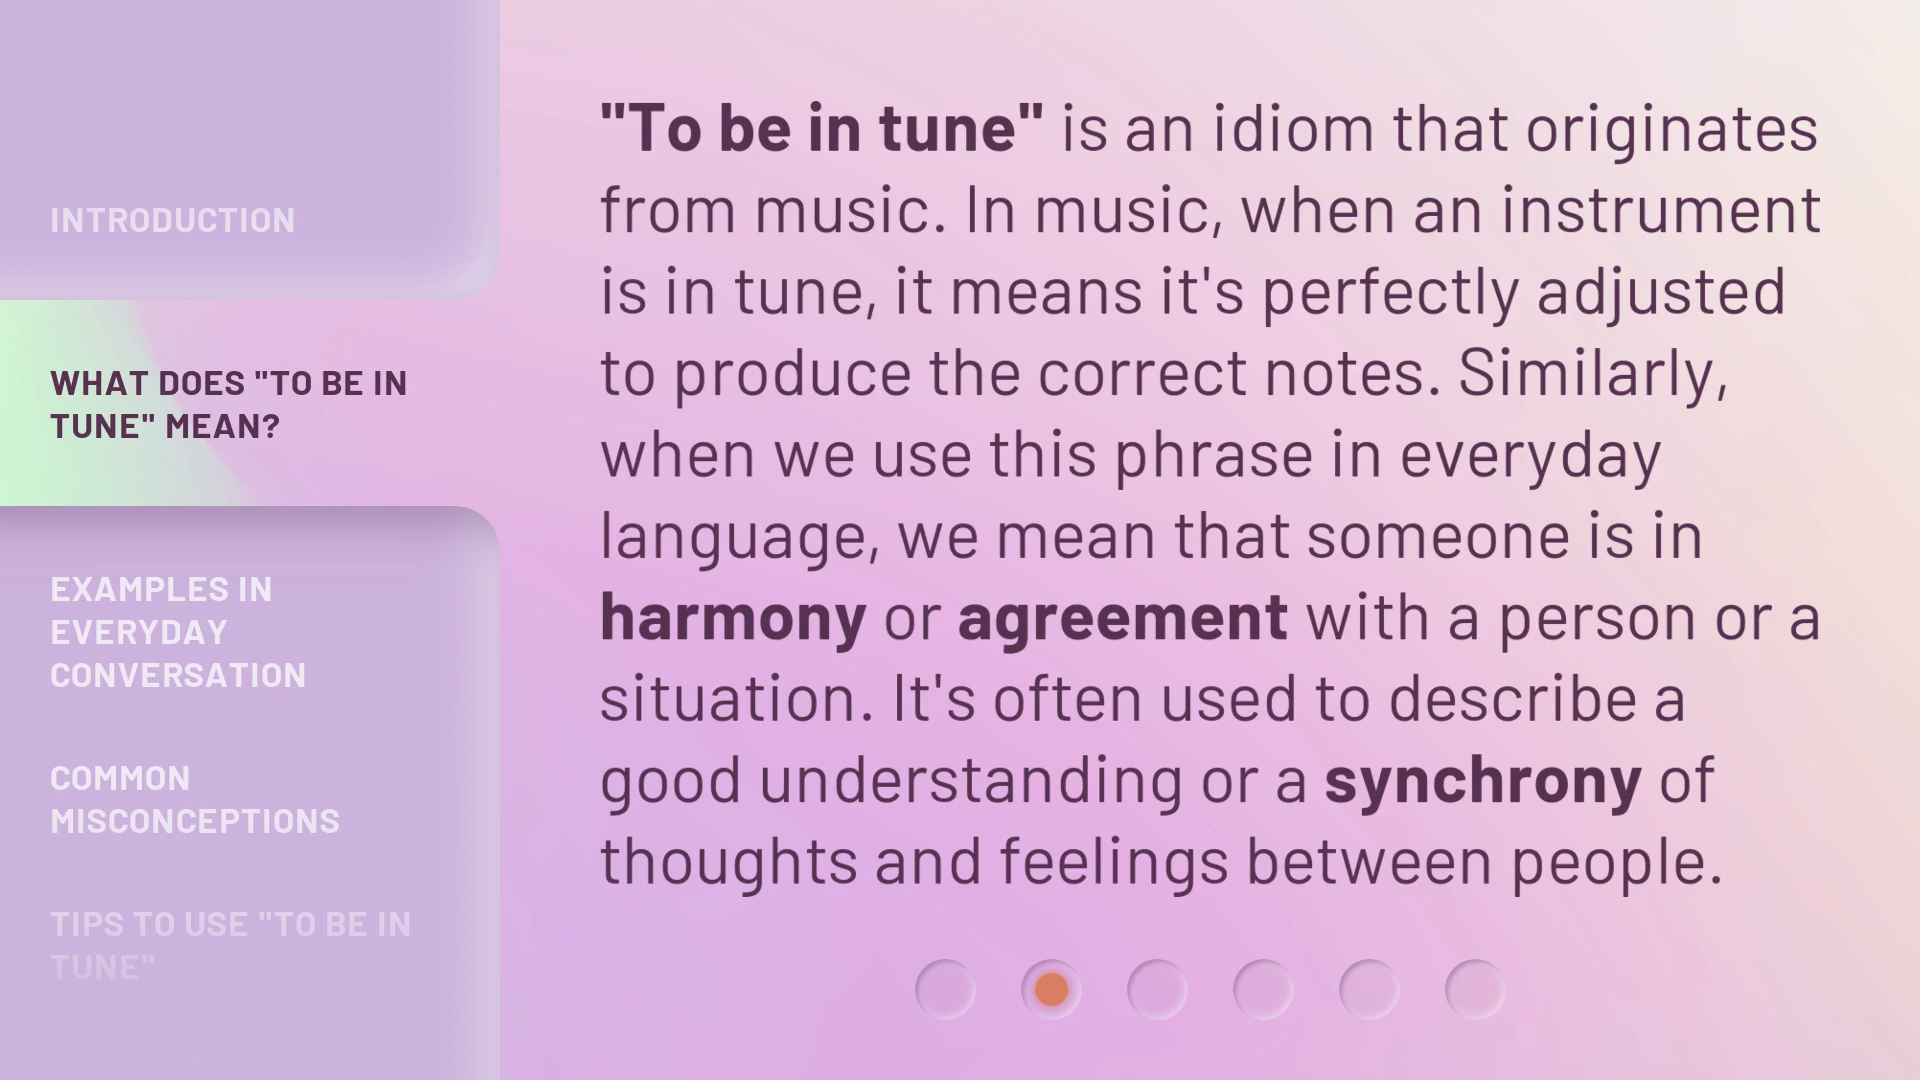 INTRODUCTION
WHAT DOES "TO BE IN
TUNE" MEAN?
EXAMPLES IN
EVERYDAY
CONVERSATION
COMMON
MISCONCEPTIONS
TIPS TO USE "TO BE IN
TUNE"
"To be in tune" is an idiom that originates
from music. In music, when an instrument
is in tune, it means it's perfectly adjusted
to produce the correct notes. Similarly,
when we use this phrase in everyday
language, we mean that someone is in
harmony or agreement with a person or a
situation. It's often used to describe a
good understanding or a synchrony of
thoughts and feelings between people.